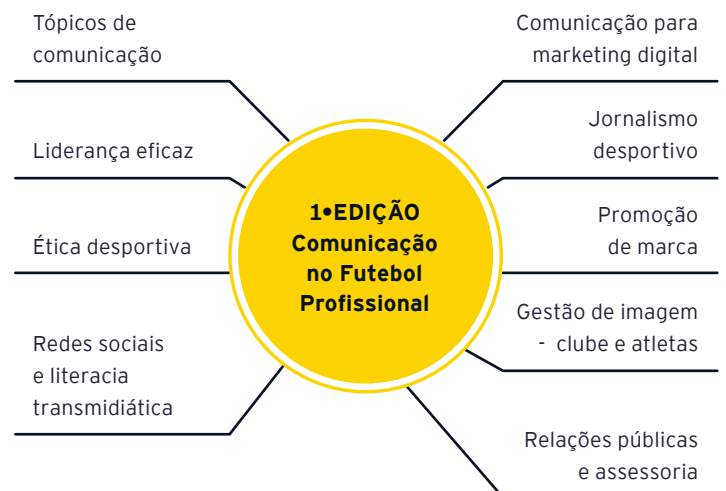 Tópicos de
comunicação
Liderança eficaz
Ética desportiva
Redes sociais
e literacia
transmidiática
1•EDIÇÃO
Comunicação
no Futebol
Profissional
Comunicação para
marketing digital
Jornalismo
desportivo
Promoção
de marca
Gestão de imagem
- clube e atletas
Relações públicas
e assessoria